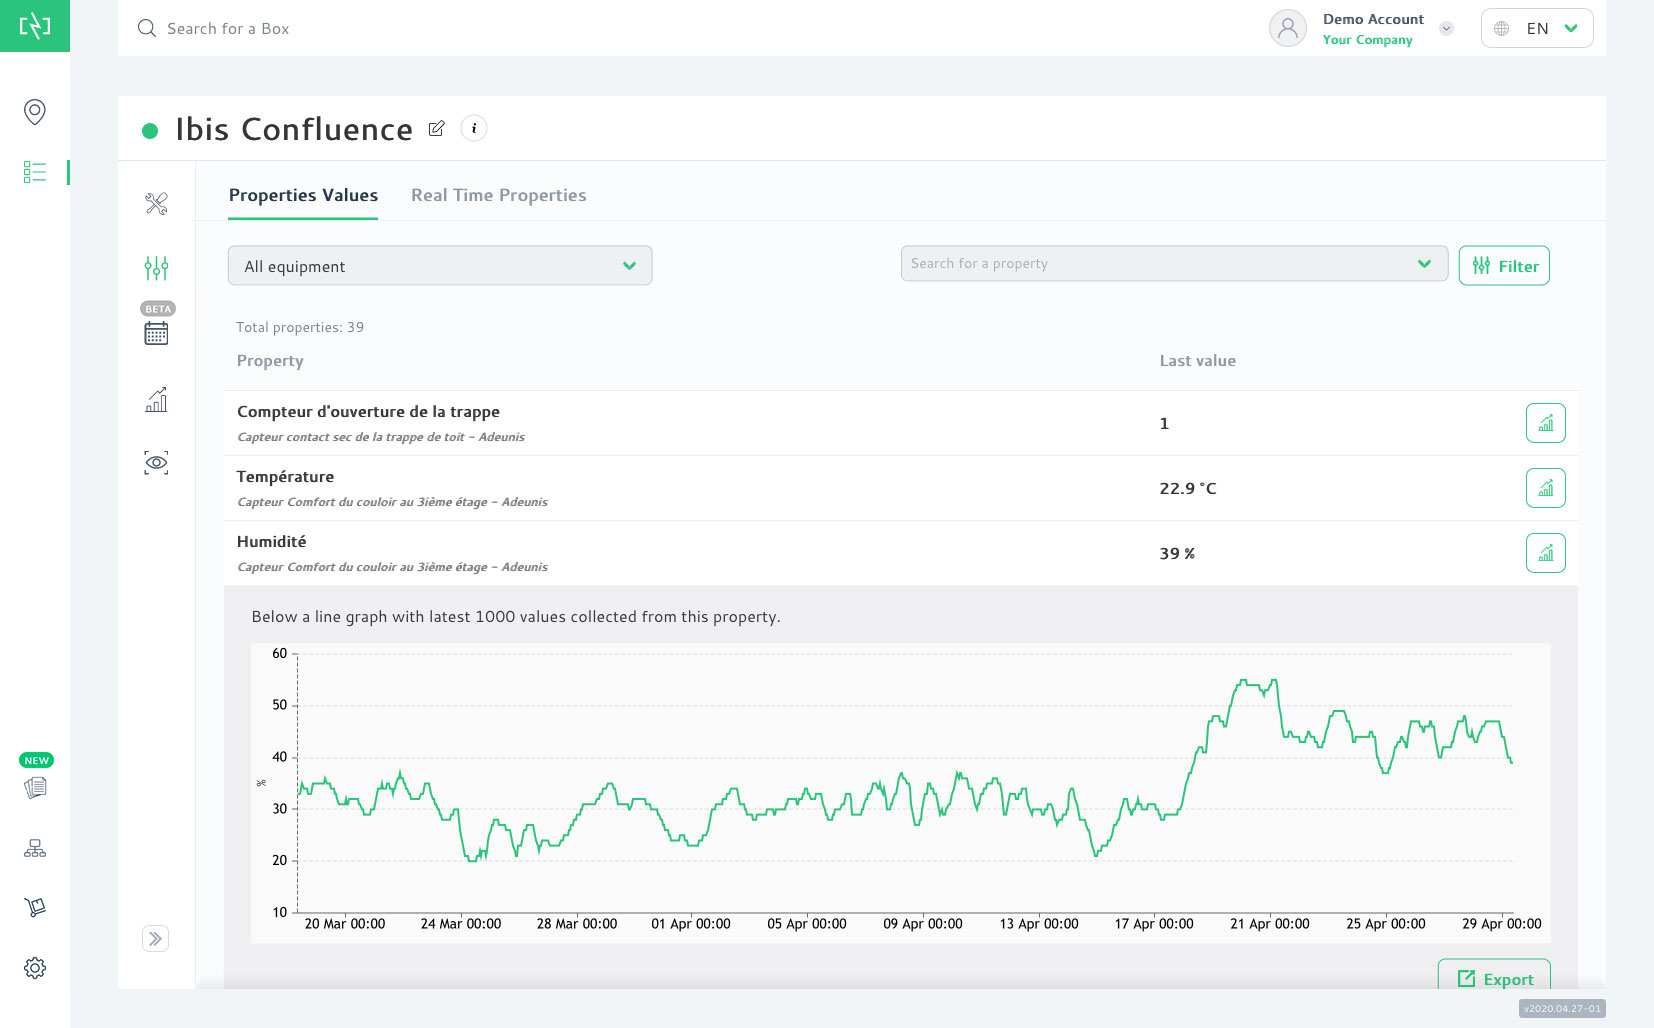 Search for a Box
Demo Account
Your Company
EN
Ibis Confluence
i
Properties Values
Real Time Properties
All equipment
Search for a property
Filter
BETA
Total properties: 39
Property
Last value
Compteur d'ouverture de la trappe
Capteur contact sec de la trappe de toit - Adeunis
1
Température
Capteur Comfort du couloir au 3ième étage - Adeunis
22.9 °C
Humidité
Capteur Comfort du couloir au 3ième étage - Adeunis
39 %
Below a line graph with latest 1000 values collected from this property.
60
50
40
%
30
20
10
20 Mar 00:00 24 Mar 00:00 28 Mar 00:00 01 Apr 00:00 05 Apr 00:00 09 Apr 00:00 13 Apr 00:00 17 Apr 00:00 21 Apr 00:00 25 Apr 00:00 29 Apr 00:00
NEW
Export
v2020.04.27-01